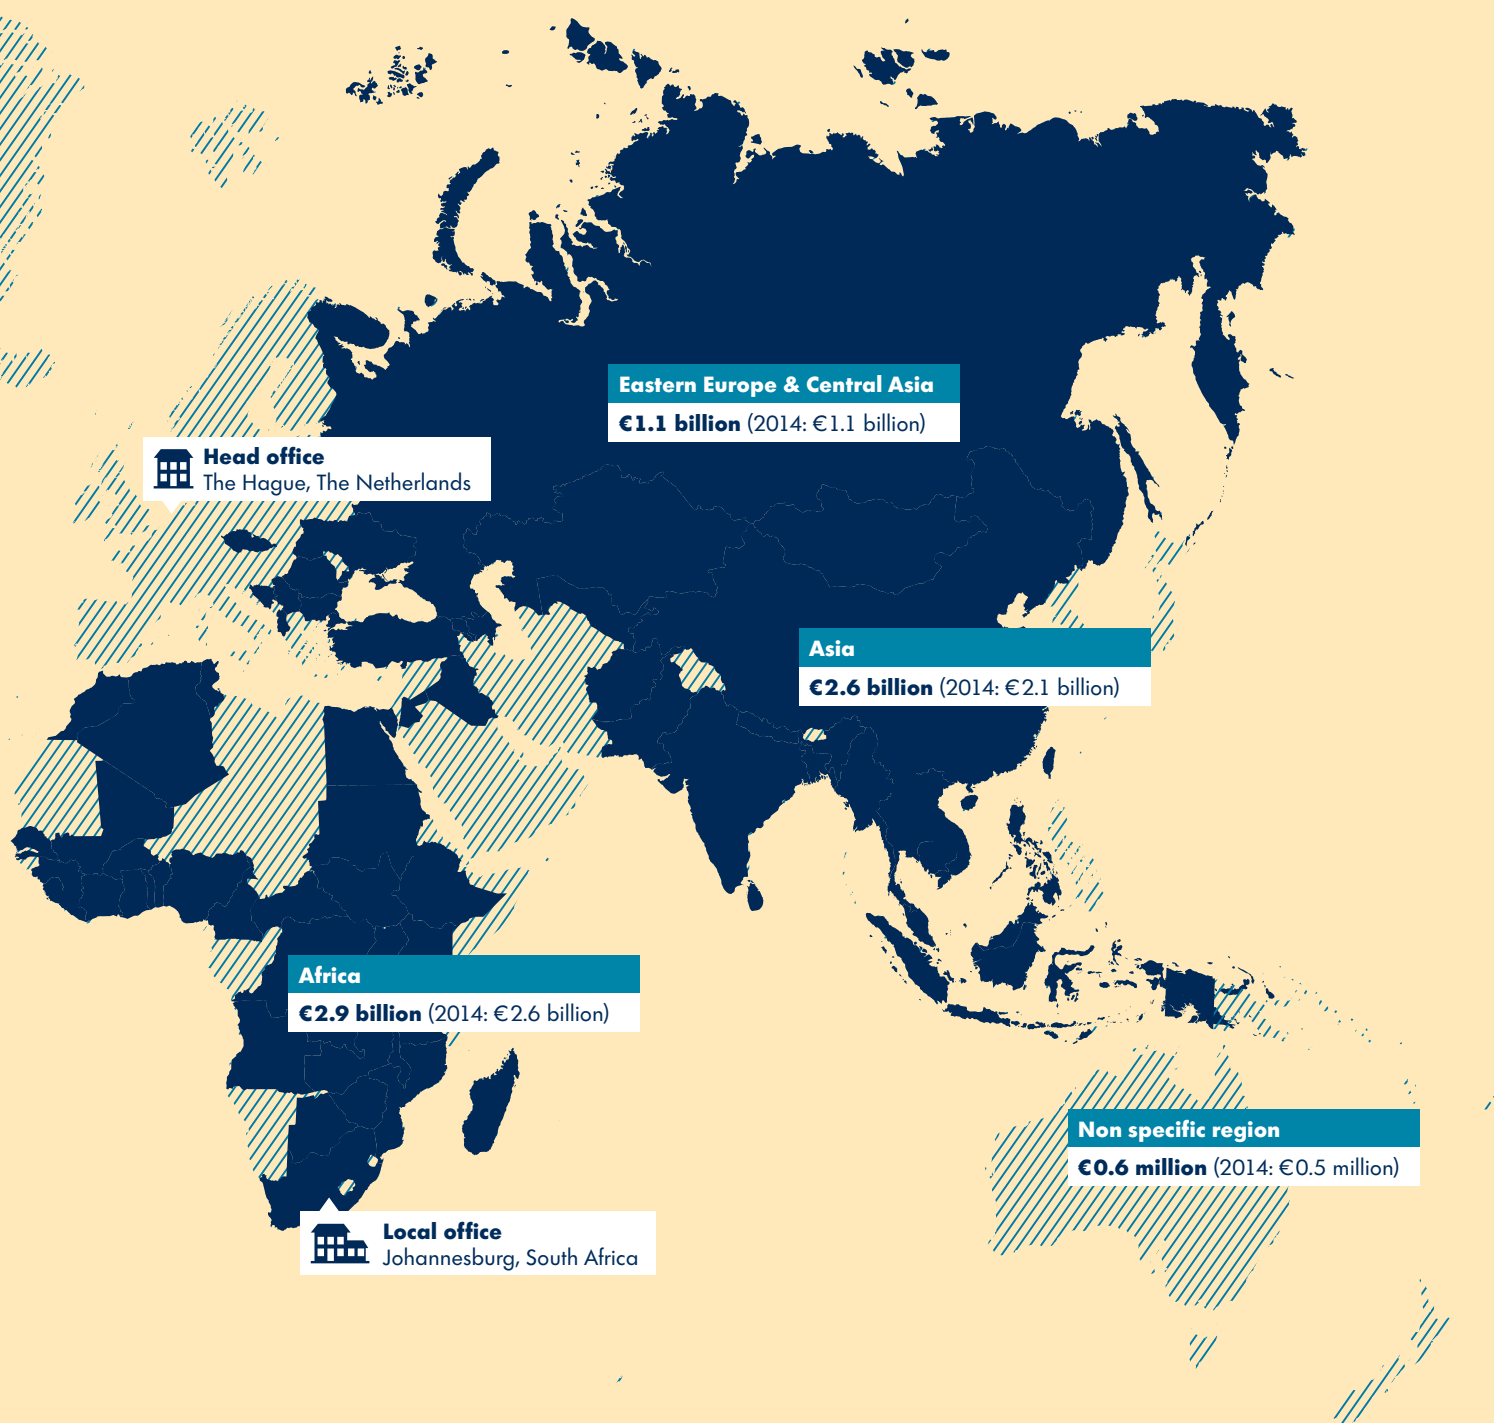 Eastern Europe & Central Asia
€1.1 billion (2014: €1.1 billion)
Head office
The Hague, The Netherlands
Asia
€2.6 billion (2014: €2.1 billion)
Africa
€2.9 billion (2014: €2.6 billion)
Non specific region
€0.6 million (2014: €0.5 million)
Local office
Johannesburg, South Africa